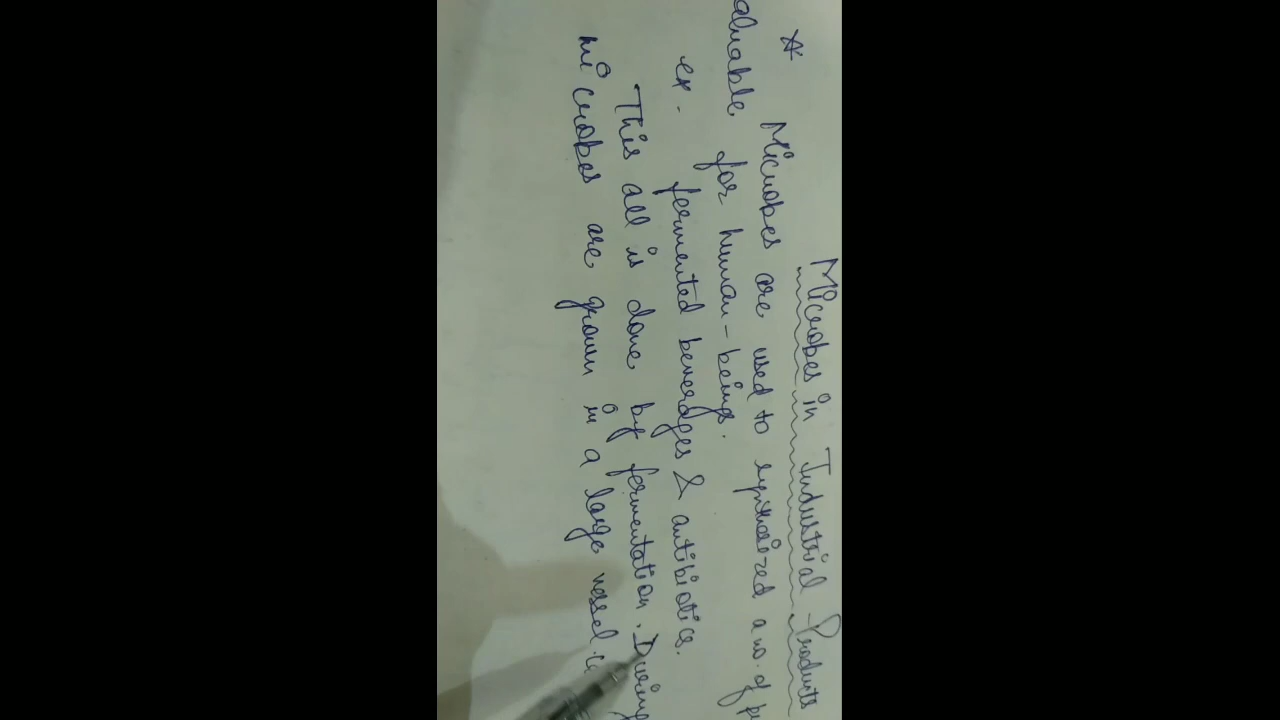 Microbes in Industrial Products
* Microbes are used to synthesized a no. of
valuable for human-beings.
ex. fermented beverages & antibiotics.
This all is done by fermentation. During
microbes are grown in a large vessel